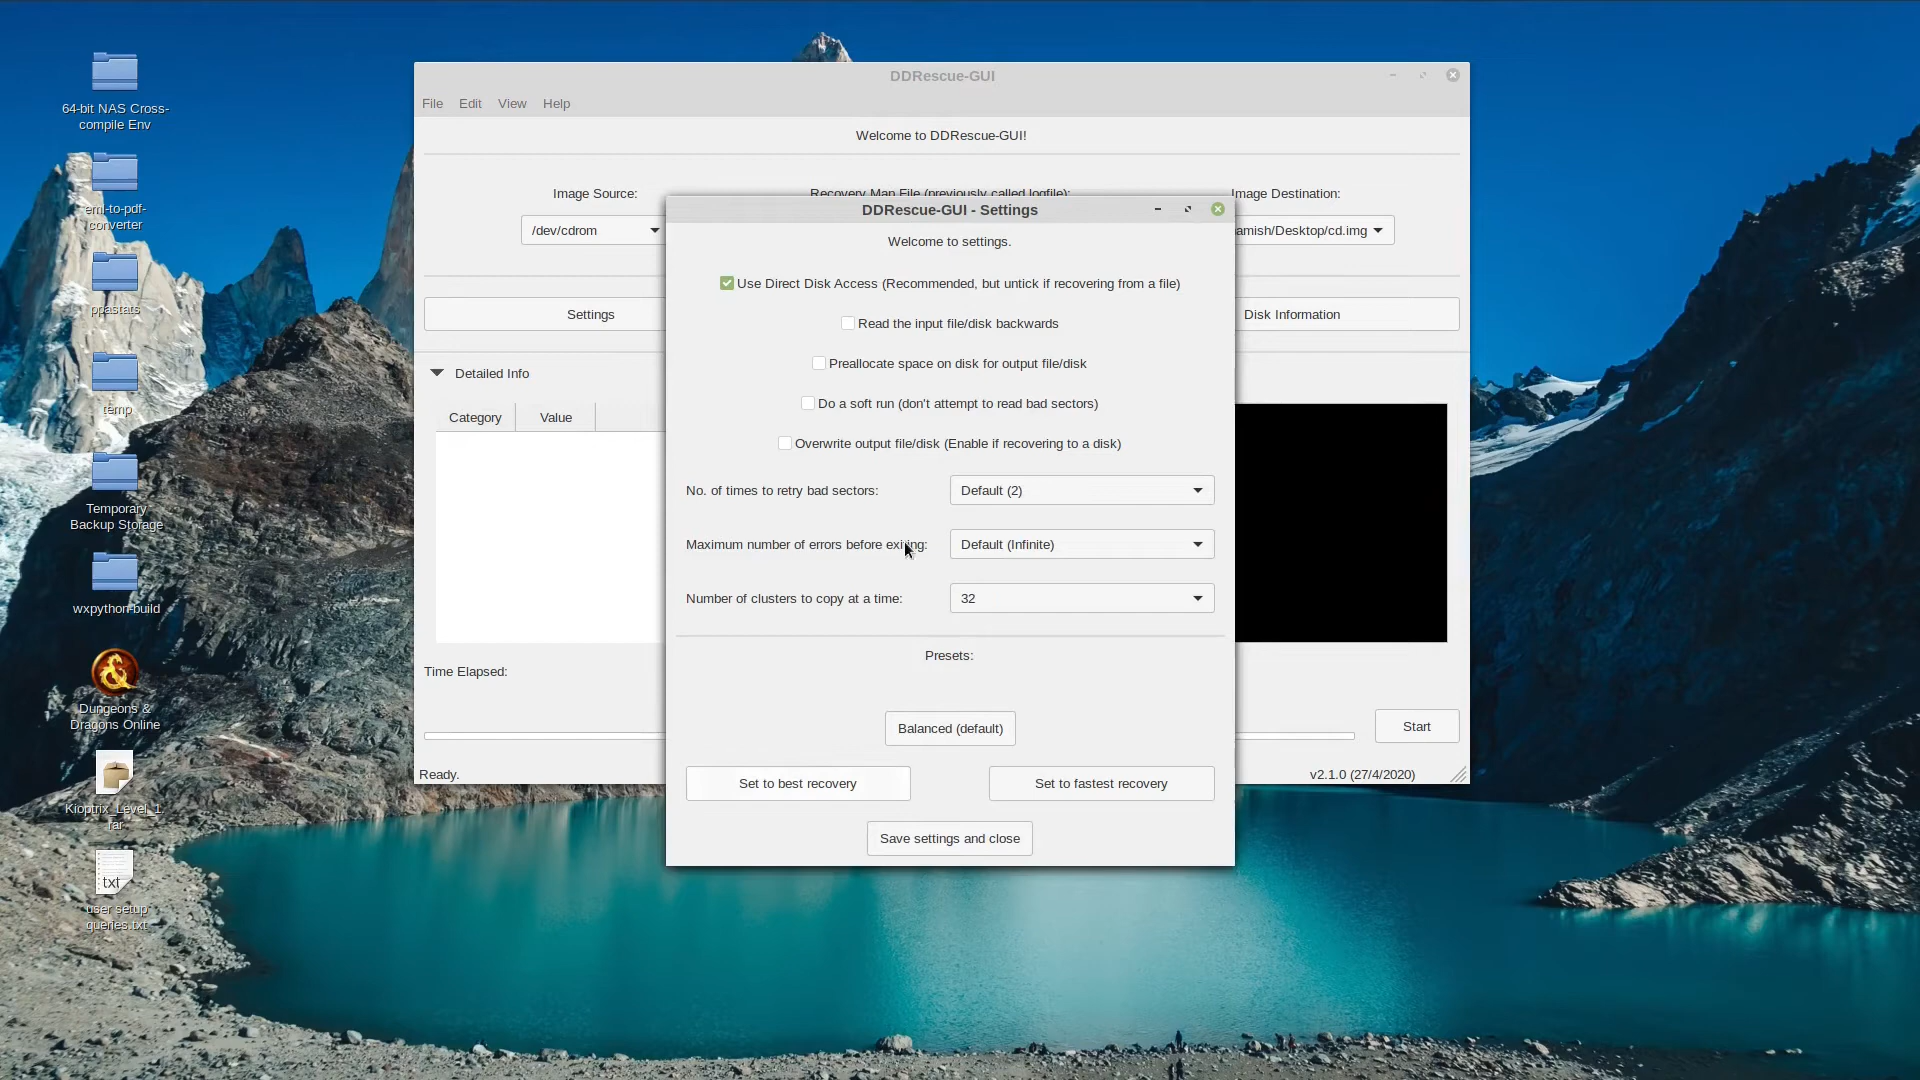 64-bit NAS Cross-
compile Env
eml-to-pdf-
converter
ppastats
temp
Temporary
Backup Storage
wxpython-build
Dungeons &
Dragons Online
Kioptrix_Level_1.
rar
txt
user setup
queries.txt
DDRescue-GUI
File Edit View Help
Welcome to DDRescue-GUI!
Image Source: Recovery Map File (previously called logfile): Image Destination:
/dev/cdrom amish/Desktop/cd.img
Settings Disk Information
Detailed Info
Category Value
Time Elapsed:
Start
Ready. v2.1.0 (27/4/2020)
DDRescue-GUI - Settings
Welcome to settings.
Use Direct Disk Access (Recommended, but untick if recovering from a file)
Read the input file/disk backwards
Preallocate space on disk for output file/disk
Do a soft run (don't attempt to read bad sectors)
Overwrite output file/disk (Enable if recovering to a disk)
No. of times to retry bad sectors: Default (2)
Maximum number of errors before exiting: Default (Infinite)
Number of clusters to copy at a time: 32
Presets:
Balanced (default)
Set to best recovery Set to fastest recovery
Save settings and close